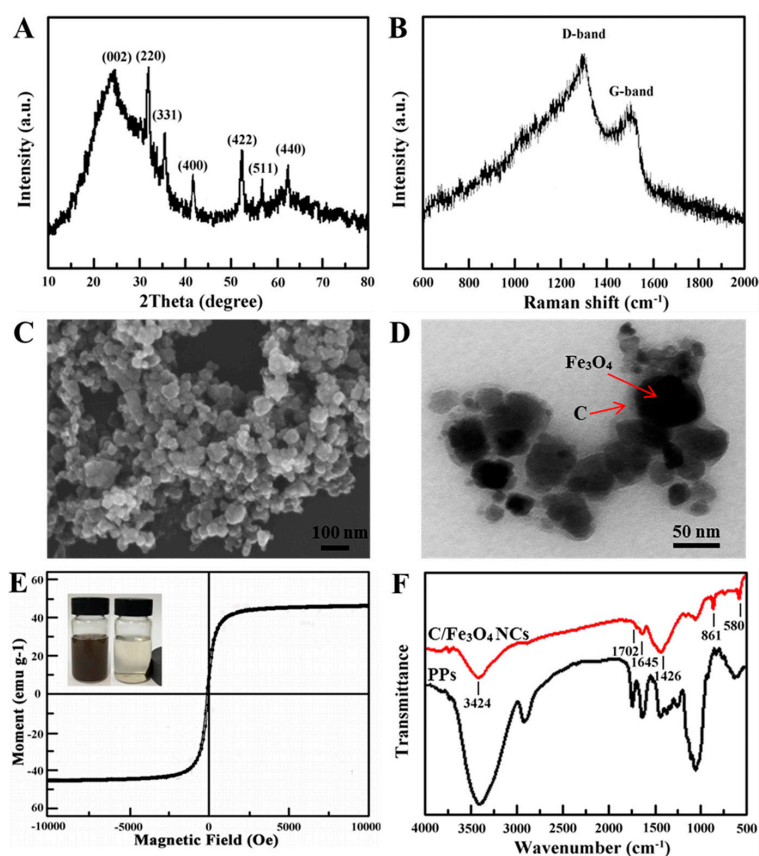 A
(002) (220)
(331)
(400)
(422)
(511)
(440)
Intensity (a.u.)
10 20 30 40 50 60 70 80
2Theta (degree)
B
D-band
G-band
Intensity (a.u.)
600 800 1000 1200 1400 1600 1800 2000
Raman shift (cm-1)
C
100 nm
D
Fe3O4
C
50 nm
E
60
40
20
0
20
-40
60
Moment (emu g-1)
-10000 -5000 0 5000 10000
Magnetic Field (Oe)
F
C/Fe3O4 NCs
PPs
3424
1702
1645
1426
861
580
Transmittance
4000 3500 3000 2500 2000 1500 1000 500
Wavenumber (cm-1)